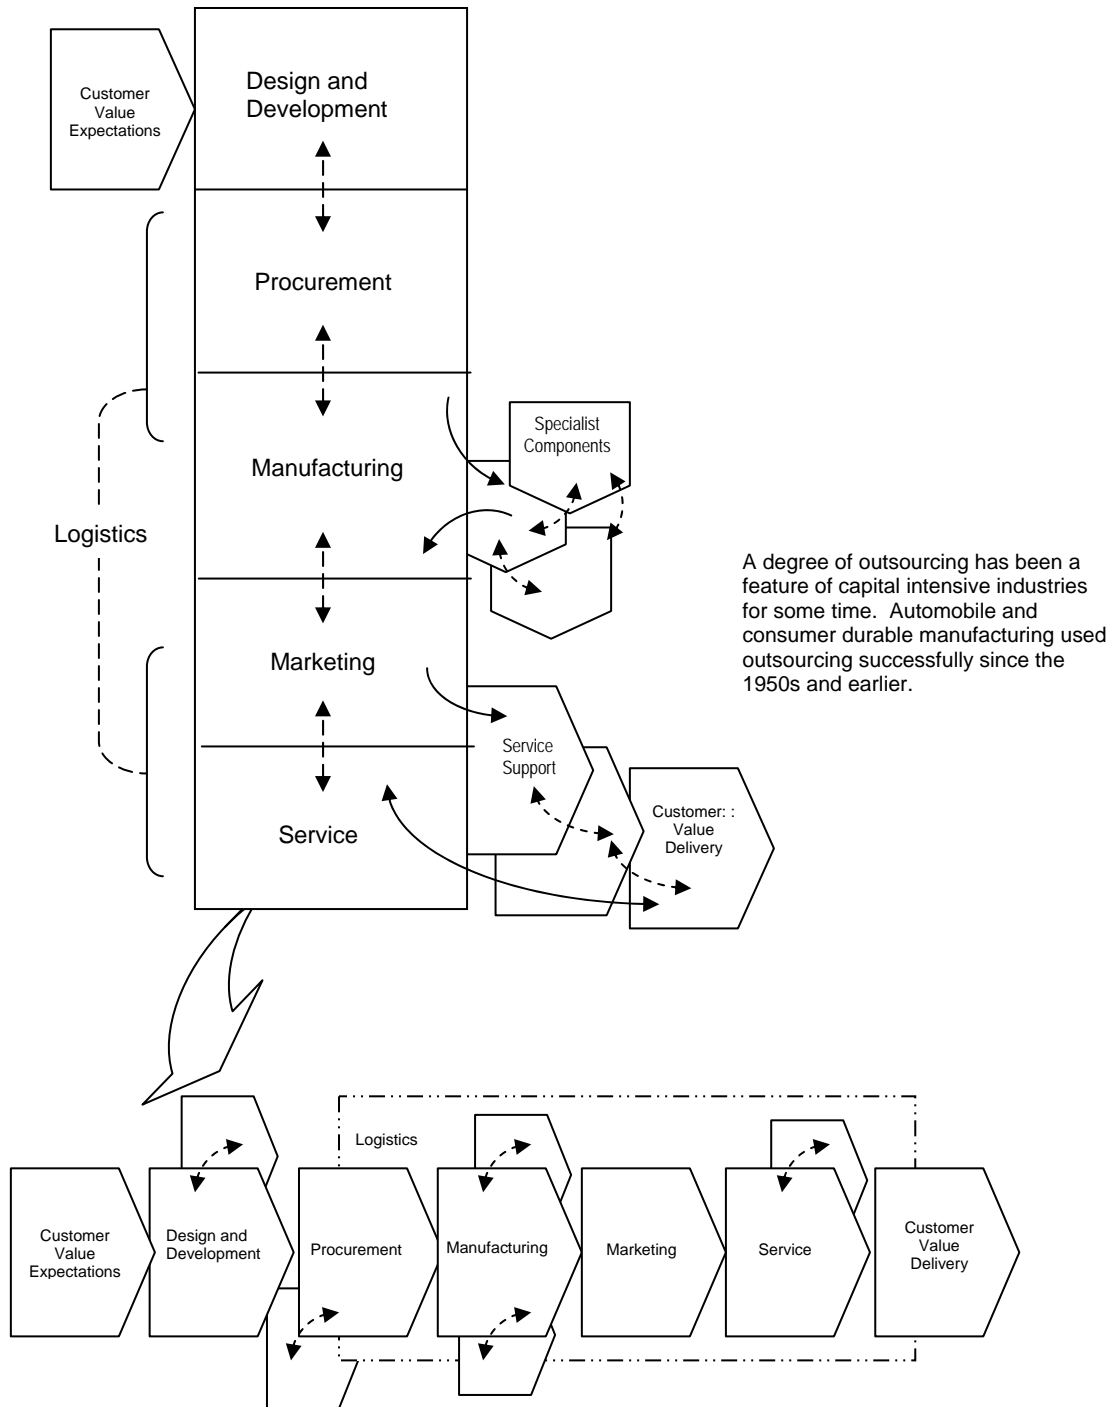 Customer
Value
Expectations
Design and
Development
Procurement
Manufacturing
Specialist
Components
Logistics
A degree of outsourcing has been a
feature of capital intensive industries
for some time.  Automobile and
consumer durable manufacturing used
outsourcing successfully since the
1950s and earlier.
Marketing
Service
Support
Service
Customer: :
Value
Delivery
Logistics
Customer
Value
Expectations
Design and
Development
Procurement
Manufacturing
Marketing
Service
Customer
Value
Delivery